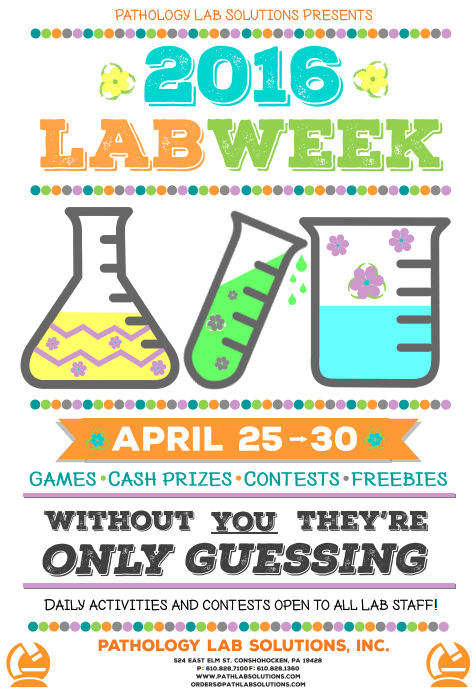 PATHOLOGY LAB SOLUTIONS PRESENTS
2016
LABWEEK
APRIL 25→30
GAMES•CASH PRIZES•CONTESTS•FREEBIES
WITHOUT YOU THEY'RE
ONLY GUESSING
DAILY ACTIVITIES AND CONTESTS OPEN TO ALL LAB STAFF!
PATHOLOGY LAB SOLUTIONS, INC.
524 EAST ELM ST. CONSHOHOCKEN, PA 19428
P: 610.828.7100 F: 610.828.1360
WWW.PATHLABSOLUTIONS.COM
ORDERS@PATHLABSOLUTIONS.COM